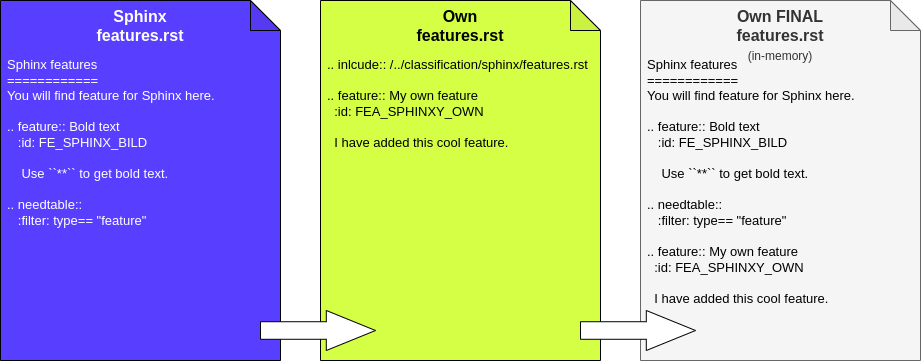 Sphinx
features.rst
Sphinx features
============
You will find feature for Sphinx here.
.. feature:: Bold text
:id: FE_SPHINX_BILD
Use ``**`` to get bold text.
.. needtable::
:filter: type== "feature"
Own
features.rst
.. inlcude:: /../classification/sphinx/features.rst
.. feature:: My own feature
:id: FEA_SPHINXY_OWN
I have added this cool feature.
Own FINAL
features.rst
(in-memory)
Sphinx features
============
You will find feature for Sphinx here.
.. feature:: Bold text
:id: FE_SPHINX_BILD
Use ``**`` to get bold text.
.. needtable::
:filter: type== "feature"
.. feature:: My own feature
:id: FEA_SPHINXY_OWN
I have added this cool feature.